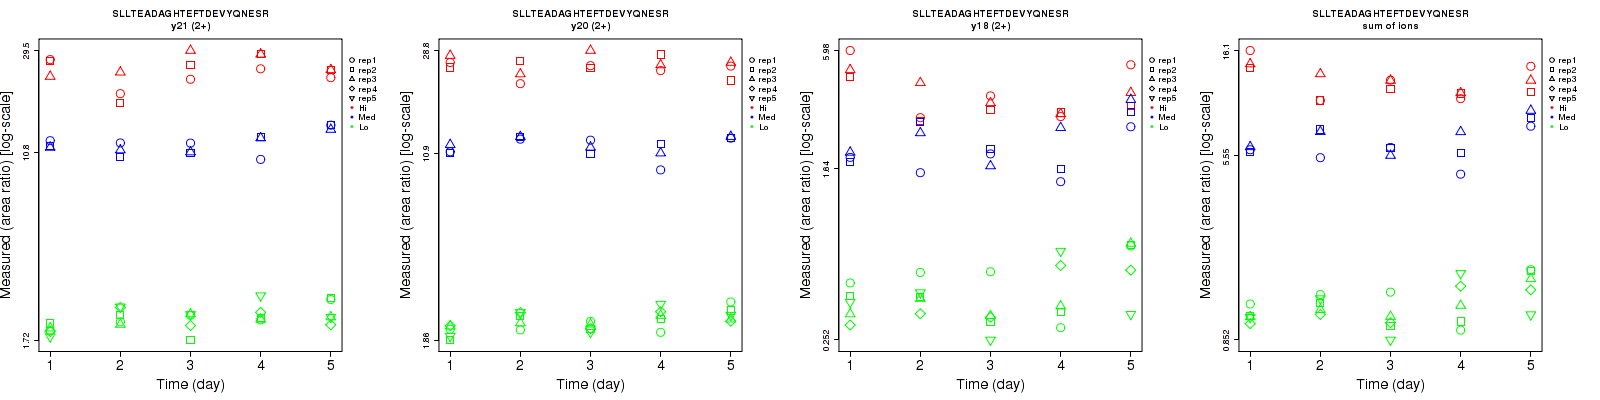 SLLTEADAGHTEFTDEVYQNESR
y21 (2+)
Measured (area ratio) [log-scale]
29.5
10.8
1.72
1 2 3 4 5
Time (day)
rep1
rep2
rep3
rep4
rep5
Hi
Med
Lo
SLLTEADAGHTEFTDEVYQNESR
y20 (2+)
Measured (area ratio) [log-scale]
28.8
10.9
1.86
1 2 3 4 5
Time (day)
rep1
rep2
rep3
rep4
rep5
Hi
Med
Lo
SLLTEADAGHTEFTDEVYQNESR
y18 (2+)
Measured (area ratio) [log-scale]
5.98
1.84
0.252
1 2 3 4 5
Time (day)
rep1
rep2
rep3
rep4
rep5
Hi
Med
Lo
SLLTEADAGHTEFTDEVYQNESR
sum of ions
Measured (area ratio) [log-scale]
16.1
5.55
0.852
1 2 3 4 5
Time (day)
rep1
rep2
rep3
rep4
rep5
Hi
Med
Lo